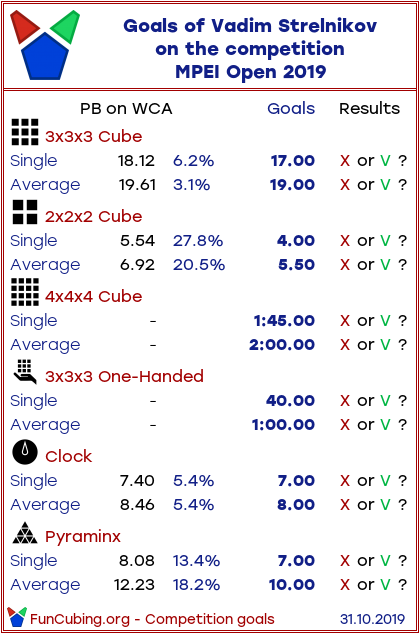 Goals of Vadim Strelnikov
on the competition
MPEI Open 2019
PB on WCA Goals Results
3x3x3 Cube
Single 18.12 6.2% 17.00 X or V ?
Average 19.61 3.1% 19.00 X or V ?
2x2x2 Cube
Single 5.54 27.8% 4.00 X or V ?
Average 6.92 20.5% 5.50 X or V ?
4x4x4 Cube
Single - 1:45.00 X or V ?
Average - 2:00.00 X or V ?
3x3x3 One-Handed
Single - 40.00 X or V ?
Average - 1:00.00 X or V ?
Clock
Single 7.40 5.4% 7.00 X or V ?
Average 8.46 5.4% 8.00 X or V ?
Pyraminx
Single 8.08 13.4% 7.00 X or V ?
Average 12.23 18.2% 10.00 X or V ?
FunCubing.org - Competition goals 31.10.2019